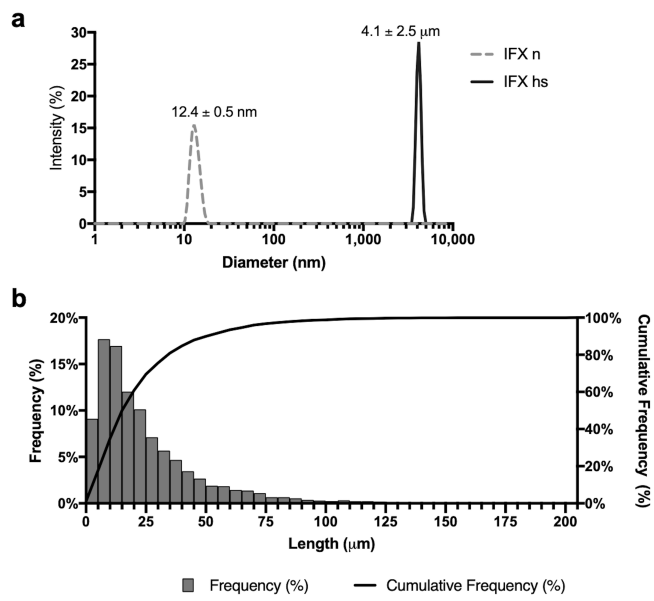 a
4.1 ± 2.5 μm
IFX n
IFX hs
12.4 ± 0.5 nm
Intensity (%)
30
25
20
15
10
5
0
1 10 100 1,000 10,000
Diameter (nm)
b
Frequency (%)
20%
15%
10%
5%
0%
100%
80%
60%
40%
20%
0%
Cumulative Frequency (%)
0 25 50 75 100 125 150 175 200
Length (μm)
Frequency (%) Cumulative Frequency (%)